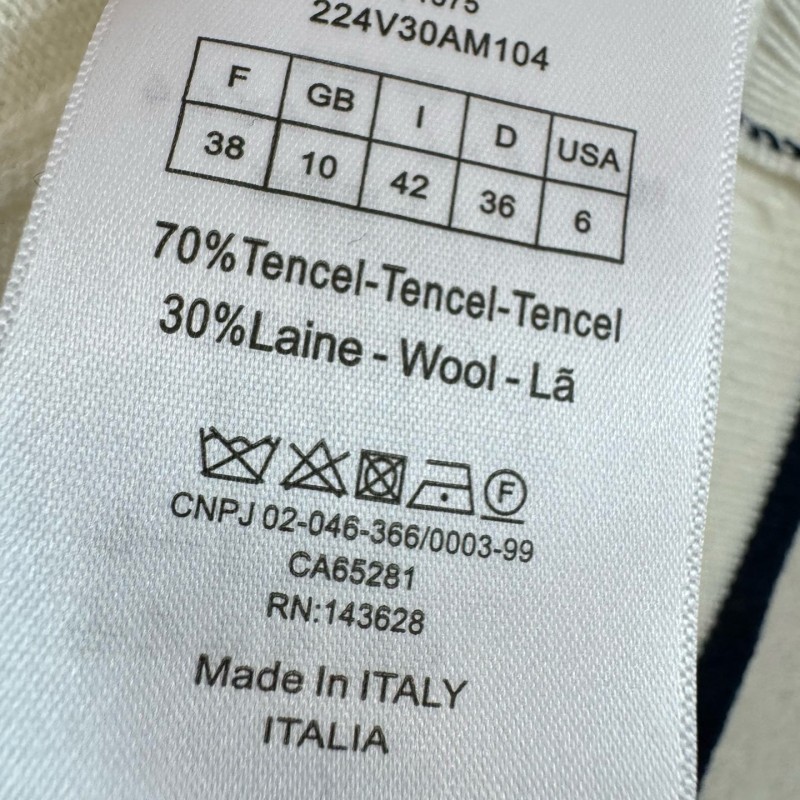 224V30AM104
F GB I D USA
38 10 42 36 6
70%Tencel-Tencel-Tencel
30%Laine - Wool - Lã
F
CNPJ 02-046-366/0003-99
CA65281
RN:143628
Made In ITALY
ITALIA